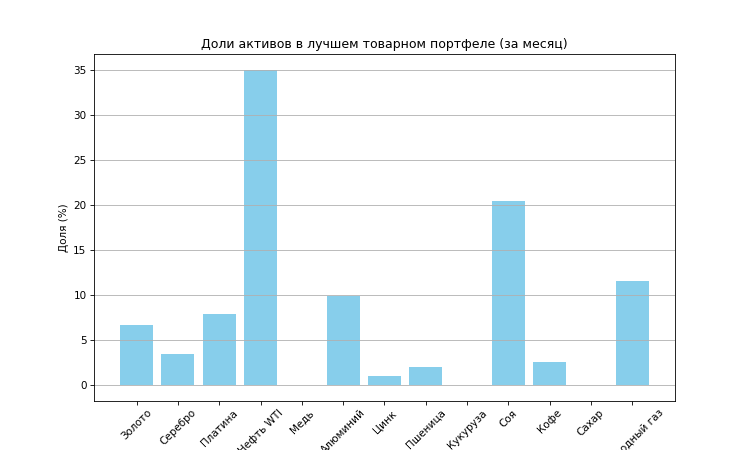 Доли активов в лучшем товарном портфеле (за месяц)
Доля (%)
35
30
25
20
15
10
5
0
Золото
Серебро
Платина
Нефть WTI
Медь
Алюминий
Цинк
Пшеница
Кукуруза
Соя
Кофе
Сахар
одный газ